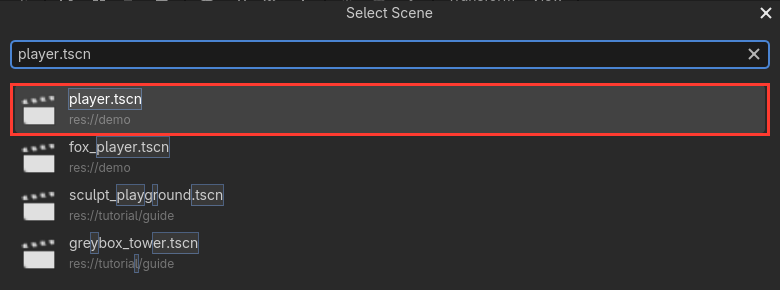 Select Scene
player.tscn
player.tscn
res://demo
fox_player.tscn
res://demo
sculpt_playground.tscn
res://tutorial/guide
greybox_tower.tscn
res://tutorial/guide